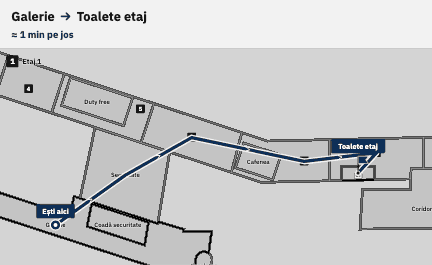 Galerie → Toalete etaj
≈ 1 min pe jos
1 Etaj 1
4
Duty free
5
Cafenea
Toalete etaj
Ești aici
Coadă securitate
Coridor